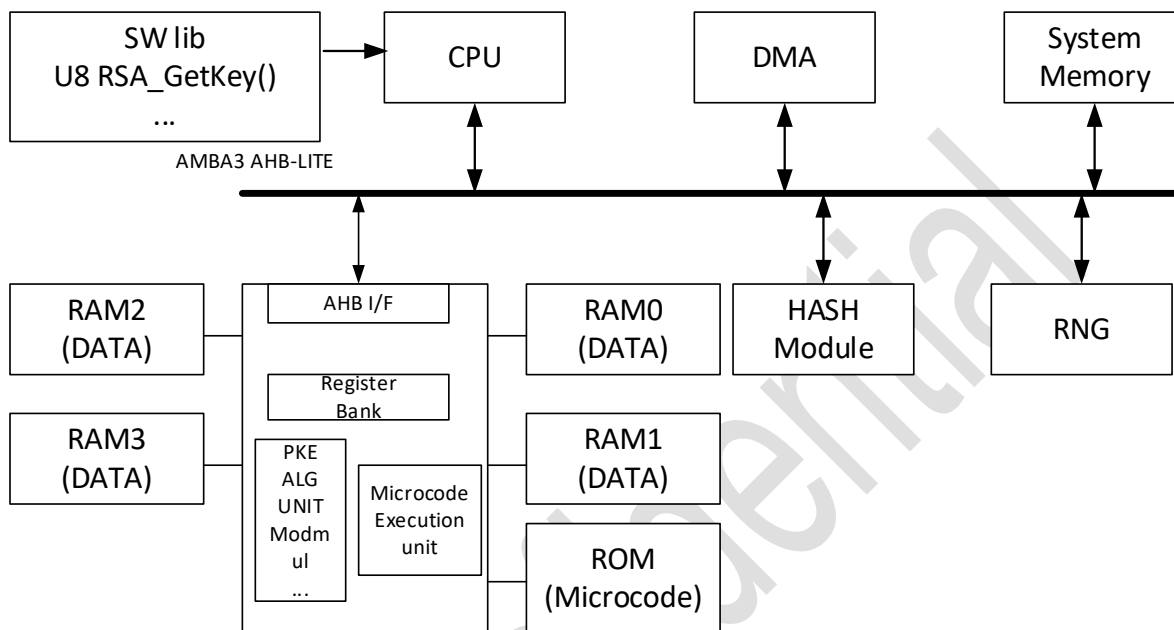 SW lib
U8 RSA_GetKey()
...
CPU
DMA
System
Memory
AMBA3 AHB-LITE
AHB I/F
RAM2
(DATA)
RAM0
(DATA)
HASH
Module
RNG
Register
Bank
RAM3
(DATA)
RAM1
(DATA)
PKE
ALG
UNIT
Modm
ul
...
Microcode
Execution
unit
ROM
(Microcode)